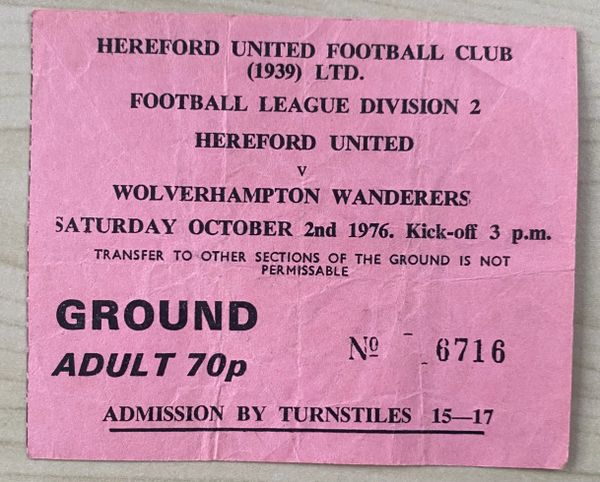 HEREFORD UNITED FOOTBALL CLUB
(1939) LTD.
FOOTBALL LEAGUE DIVISION 2
HEREFORD UNITED
v
WOLVERHAMPTON WANDERERS
SATURDAY OCTOBER 2nd 1976. Kick-off 3 p.m.
TRANSFER TO OTHER SECTIONS OF THE GROUND IS NOT
PERMISSABLE
GROUND
ADULT 70p
Nº 6716
ADMISSION BY TURNSTILES 15—17